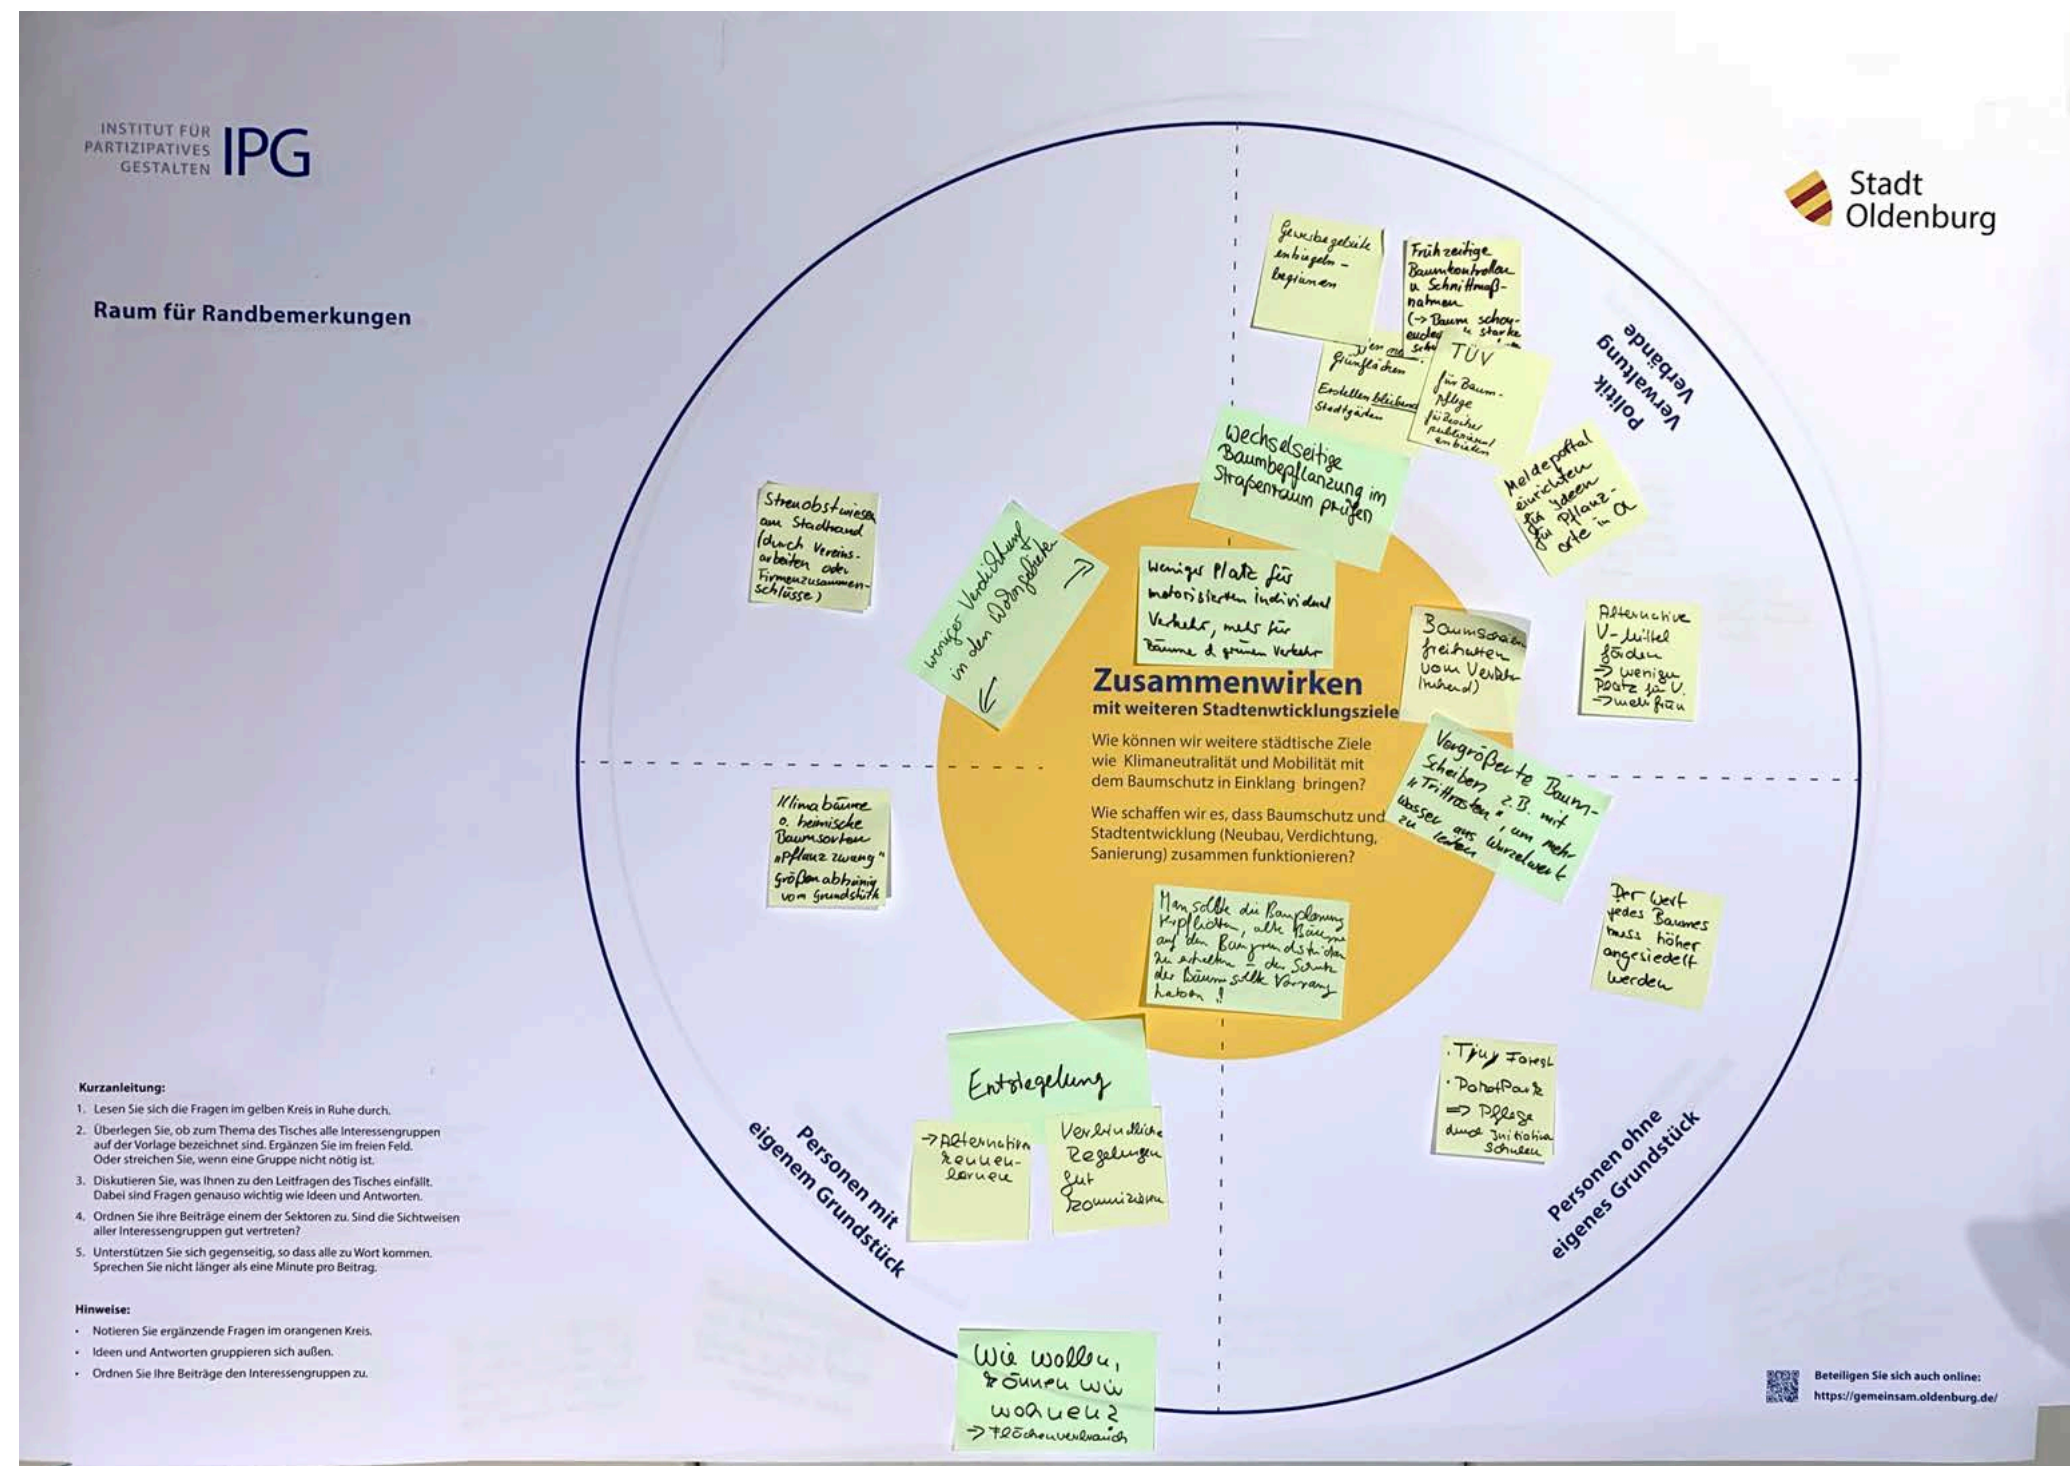 INSTITUT FÜR
PARTIZIPATIVES
GESTALTEN
IPG
Stadt
Oldenburg
Raum für Randbemerkungen
Gewerbegebiete
begrünen
Frühzeitige
Baumkontrollen
u Schnittmaß-
nahmen
(-> Baum
starke
Grünflächen
Erstellen bleibend
Stadtgärten
TÜV
für Baum-
pflege
anbieten
Politik
Verwaltung
Verbände
Meldeportal
einrichten
für Ideen
für Pflanz-
orte in
Wechselseitige
Baumbepflanzung im
Straßenraum prüfen
Streuobstwiesen
am Stadtrand
(durch Vereins-
arbeiten oder
Firmenzusammen-
schlüsse)
weniger Verdichtung
in den Wohngebieten
Weniger Platz für
motorisierten individual
Verkehr, mehr für
Bäume & grünen Verkehr
Baumscheiben
freihalten
vom Verkehr
(ruhend)
Alternative
V-Mittel
fördern
-> weniger
Platz für V.
-> mehr grün
Zusammenwirken
mit weiteren Stadtenwticklungsziele
Wie können wir weitere städtische Ziele
wie Klimaneutralität und Mobilität mit
dem Baumschutz in Einklang bringen?
Wie schaffen wir es, dass Baumschutz und
Stadtentwicklung (Neubau, Verdichtung,
Sanierung) zusammen funktionieren?
Vergrößerte Baum-
Scheiben z.B. mit
"Trittrosten", um mehr
Wasser ans Wurzelwerk
zu leiten
Klimabäume
o. heimische
Baumsorten
"Pflanzzwang"
größenabhänig
vom Grundstück
Man sollte die Bauplanung
verpflichten, alte Bäume
auf den Baugrundstücken
zu erhalten - der Schutz
der Bäume sollte Vorrang
haben!
Der Wert
jedes Baumes
muss höher
angesiedelt
werden
Entsiegelung
-> Alternativen
kennen-
lernen
Verbindliche
Regelungen
gut
Personen mit
eigenem Grundstück
· Tiny Forest
·
=> Pflege
durch Initiative
Schulen
Personen ohne
eigenes Grundstück
Wie wollen,
können wir
wohnen?
-> Flächenverbrauch
Kurzanleitung:
1. Lesen Sie sich die Fragen im gelben Kreis in Ruhe durch.
2. Überlegen Sie, ob zum Thema des Tisches alle Interessengruppen
auf der Vorlage bezeichnet sind. Ergänzen Sie im freien Feld.
Oder streichen Sie, wenn eine Gruppe nicht nötig ist.
3. Diskutieren Sie, was Ihnen zu den Leitfragen des Tisches einfällt.
Dabei sind Fragen genauso wichtig wie Ideen und Antworten.
4. Ordnen Sie ihre Beiträge einem der Sektoren zu. Sind die Sichtweisen
aller Interessengruppen gut vertreten?
5. Unterstützen Sie sich gegenseitig, so dass alle zu Wort kommen.
Sprechen Sie nicht länger als eine Minute pro Beitrag.
Hinweise:
• Notieren Sie ergänzende Fragen im orangenen Kreis.
• Ideen und Antworten gruppieren sich außen.
• Ordnen Sie Ihre Beiträge den Interessengruppen zu.
Beteiligen Sie sich auch online:
https://gemeinsam.oldenburg.de/